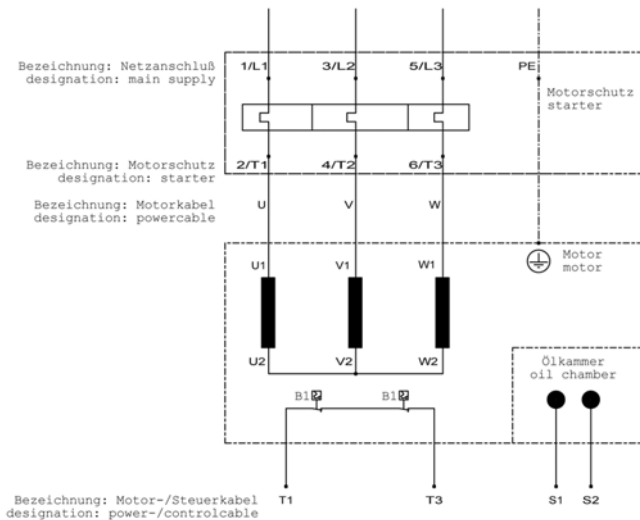 Bezeichnung: Netzanschluß
designation: main supply
1/L1 3/L2 5/L3 PE
Motorschutz
starter
Bezeichnung: Motorschutz
designation: starter
2/T1 4/T2 6/T3
Bezeichnung: Motorkabel
designation: powercable
U V W
Motor
motor
U1 V1 W1
U2 V2 W2
Ölkammer
oil chamber
B1 B1
Bezeichnung: Motor-/Steuerkabel
designation: power-/controlcable
T1 T3 S1 S2